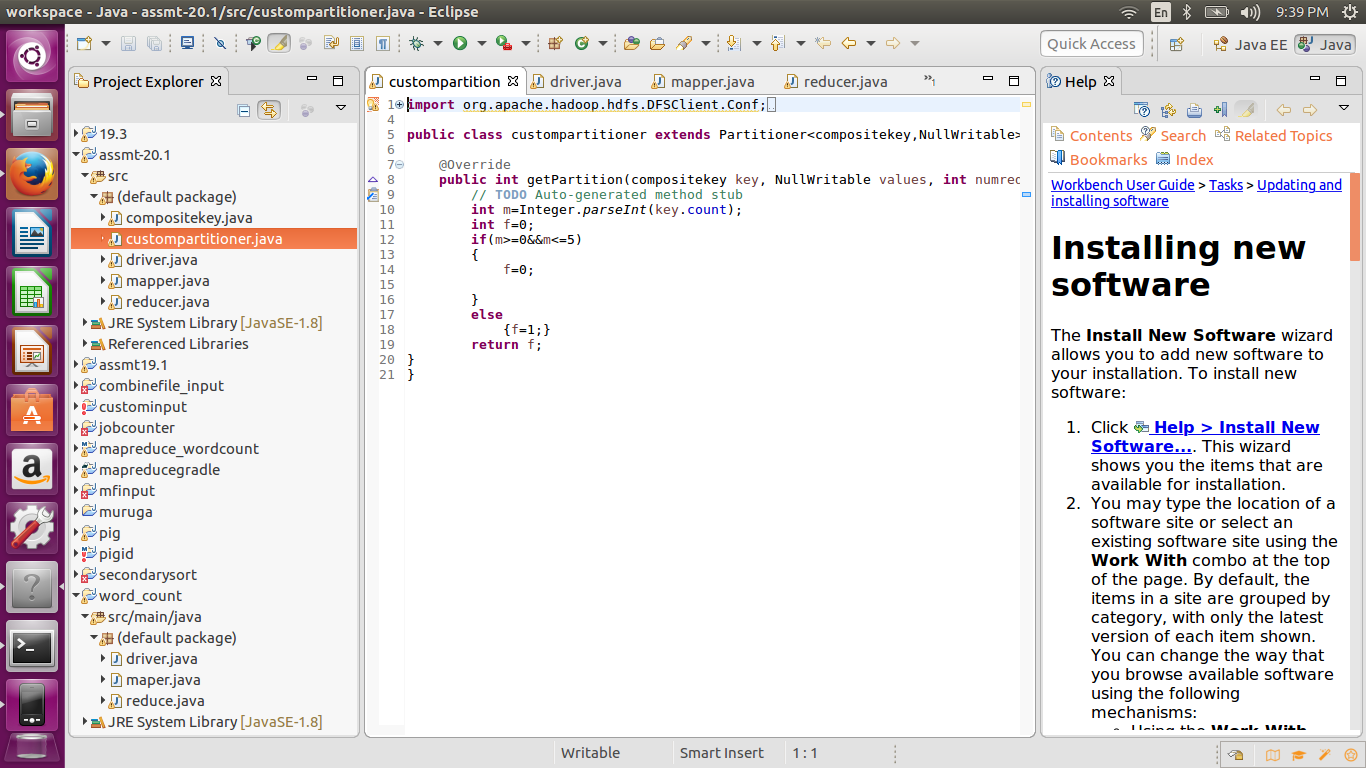 workspace - Java - assmt-20.1/src/custompartitioner.java - Eclipse
En
9:39 PM
Quick Access
Java EE
Java
Project Explorer
19.3
assmt-20.1
src
(default package)
compositekey.java
custompartitioner.java
driver.java
mapper.java
reducer.java
JRE System Library [JavaSE-1.8]
Referenced Libraries
assmt19.1
combinefile_input
custominput
jobcounter
mapreduce_wordcount
mapreducegradle
mfinput
muruga
pig
pigid
secondarysort
word_count
src/main/java
(default package)
driver.java
maper.java
reduce.java
JRE System Library [JavaSE-1.8]
custompartition
driver.java
mapper.java
reducer.java
»1
1 import org.apache.hadoop.hdfs.DFSClient.Conf;
4
5 public class custompartitioner extends Partitioner<compositekey,NullWritable>
6
7 @Override
8 public int getPartition(compositekey key, NullWritable values, int numred
9 // TODO Auto-generated method stub
10 int m=Integer.parseInt(key.count);
11 int f=0;
12 if(m>=0&&m<=5)
13 {
14 f=0;
15
16 }
17 else
18 {f=1;}
19 return f;
20 }
21 }
Help
Contents Search Related Topics
Bookmarks Index
Workbench User Guide > Tasks > Updating and
installing software
Installing new
software
The Install New Software wizard
allows you to add new software to
your installation. To install new
software:
1. Click Help > Install New
Software.... This wizard
shows you the items that are
available for installation.
2. You may type the location of a
software site or select an
existing software site using the
Work With combo at the top
of the page. By default, the
items in a site are grouped by
category, with only the latest
version of each item shown.
You can change the way that
you browse available software
using the following
mechanisms:
Using the Work With
Writable
Smart Insert
1 : 1